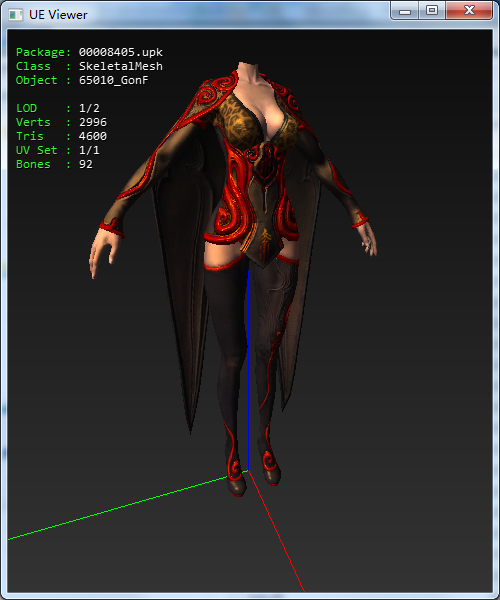 UE Viewer
Package: 00008405.upk
Class : SkeletalMesh
Object : 65010_GonF
LOD : 1/2
Verts : 2996
Tris : 4600
UV Set : 1/1
Bones : 92